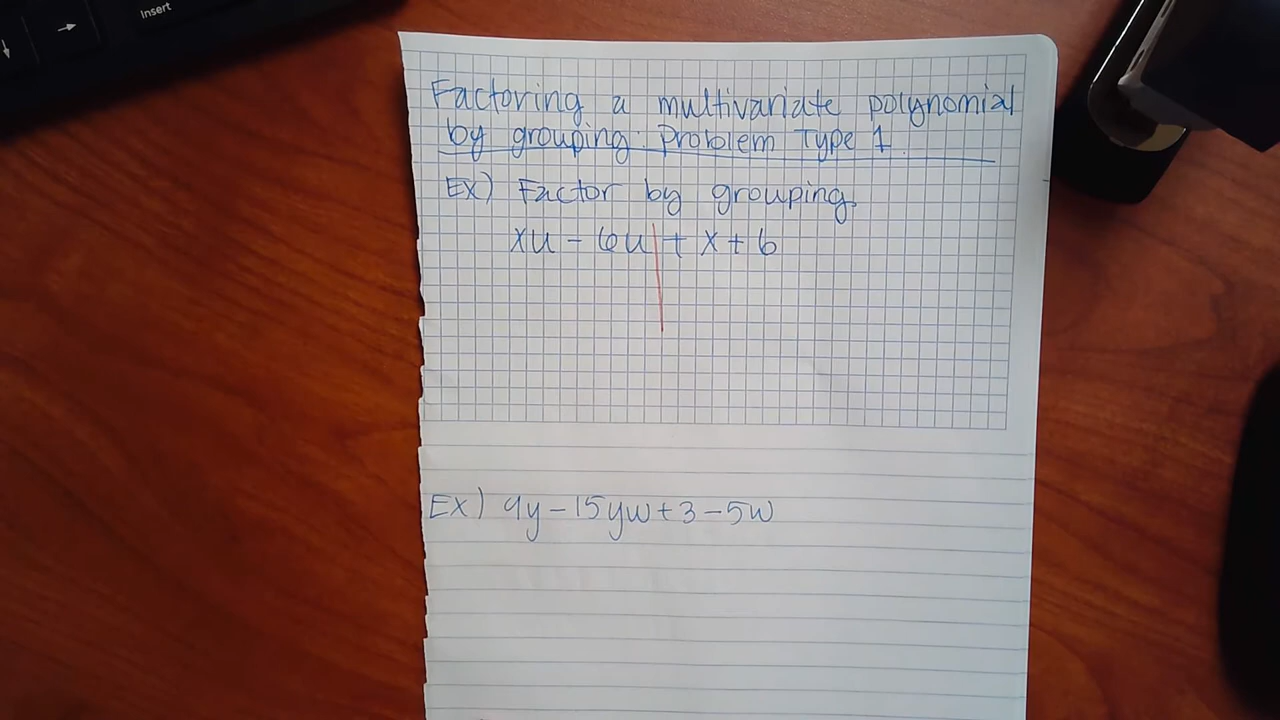 Insert
Factoring a multivariate polynomial
by grouping: Problem Type 1.
Ex) Factor by grouping.
xu - 6u + x + 6
Ex) 9y - 15yw + 3 - 5w